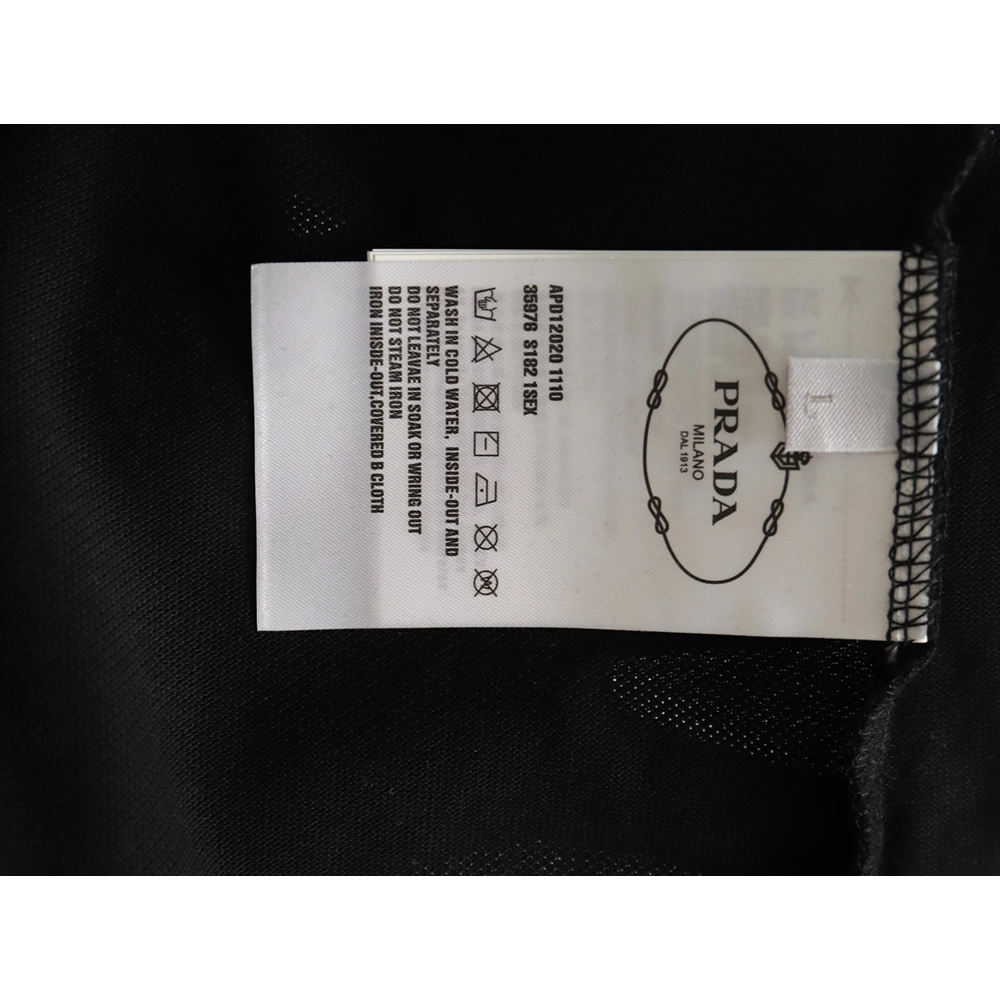 L
PRADA
MILANO
DAL 1913
APD12020 1110
35976 S182 1SEX
WASH IN COLD WATER, INSIDE-OUT AND
SEPARATELY
DO NOT LEAVAE IN SOAK OR WRING OUT
DO NOT STEAM IRON
IRON INISDE-OUT,COVERED B CLOTH